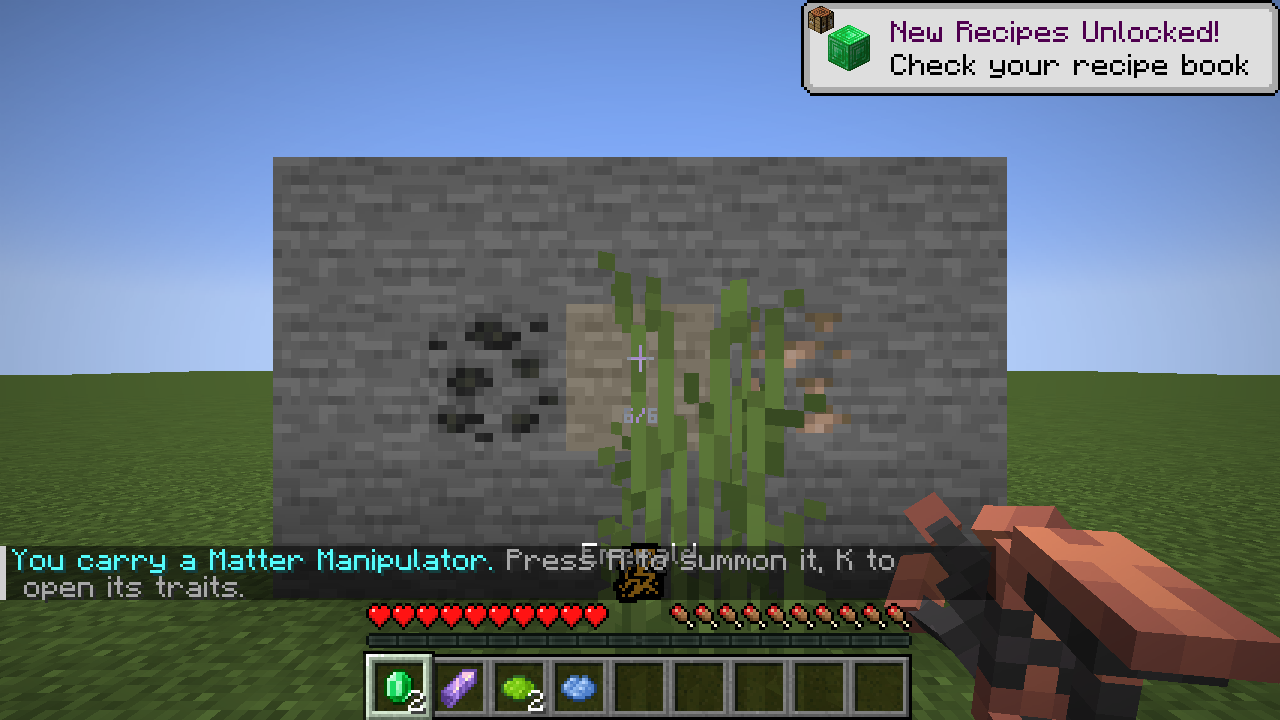 New Recipes Unlocked!
Check your recipe book
6/6
Emerald
You carry a Matter Manipulator. Press R to summon it, K to
open its traits.
2
2